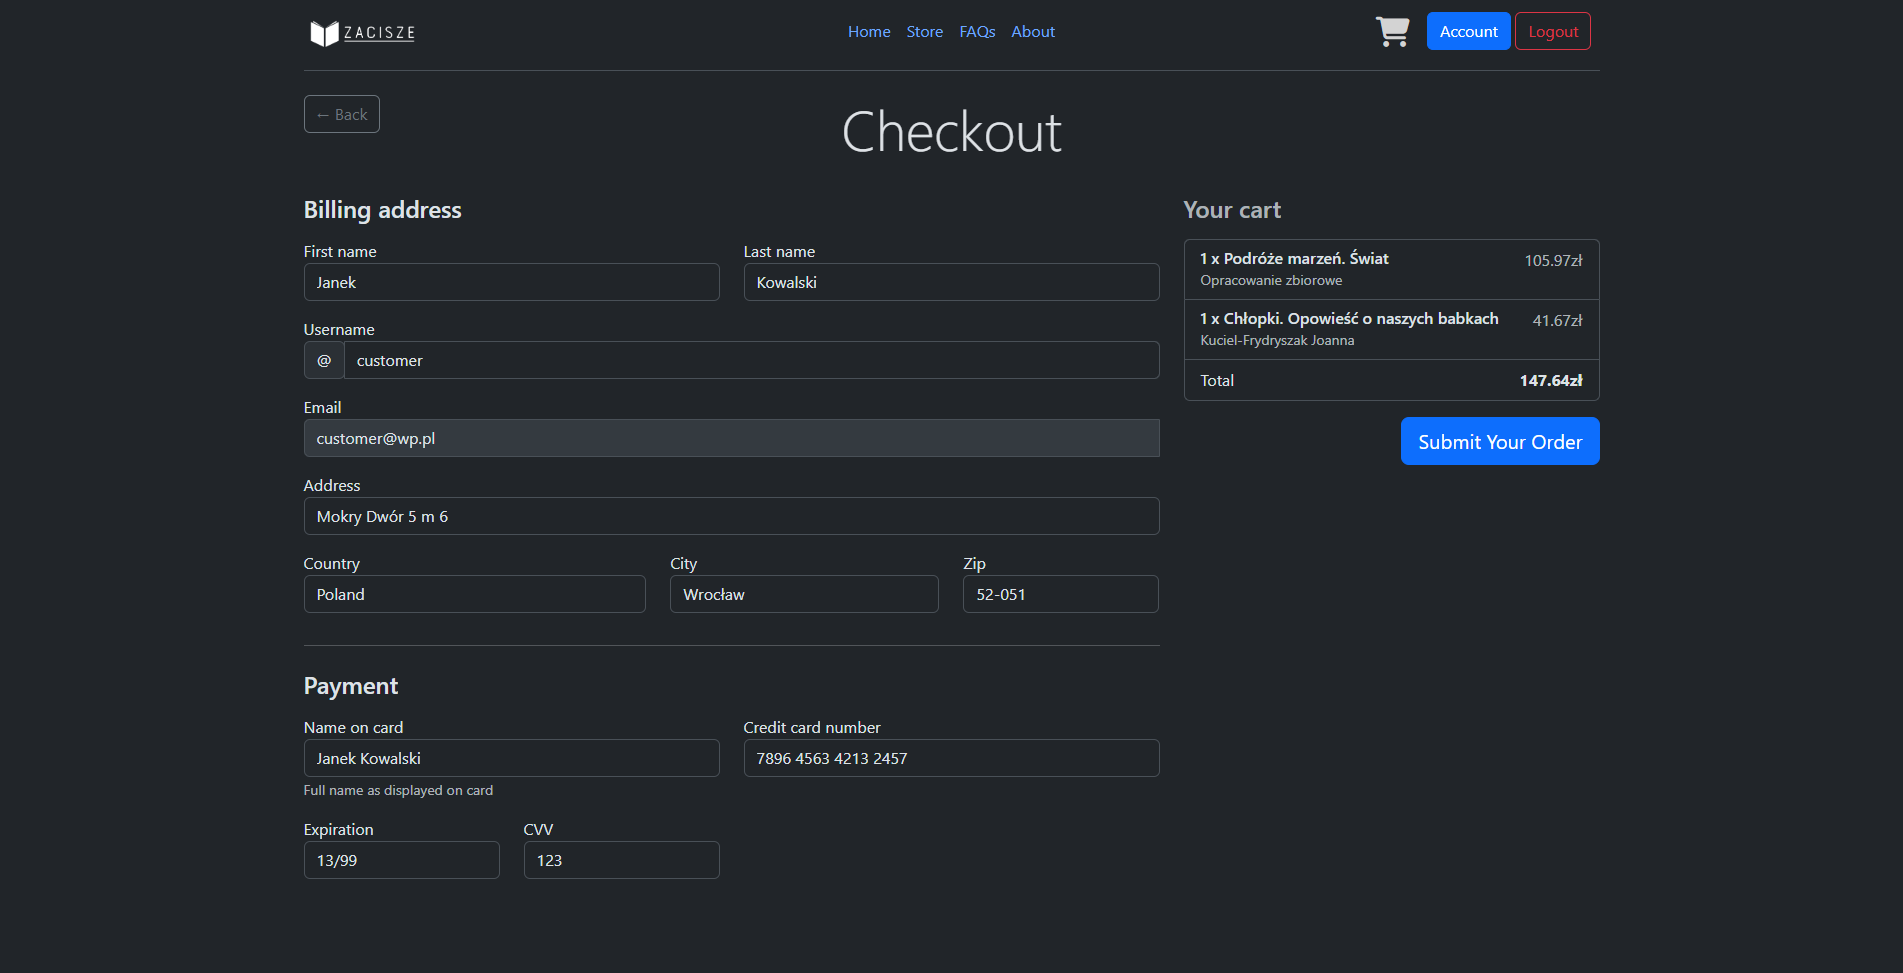 ZACISZE
Home Store FAQs About
Account Logout
← Back
Checkout
Billing address
First name Last name
Janek Kowalski
Username
@ customer
Email
customer@wp.pl
Address
Mokry Dwór 5 m 6
Country City Zip
Poland Wrocław 52-051
Payment
Name on card Credit card number
Janek Kowalski 7896 4563 4213 2457
Full name as displayed on card
Expiration CVV
13/99 123
Your cart
1 x Podróże marzeń. Świat 105.97zł
Opracowanie zbiorowe
1 x Chłopki. Opowieść o naszych babkach 41.67zł
Kuciel-Frydryszak Joanna
Total 147.64zł
Submit Your Order